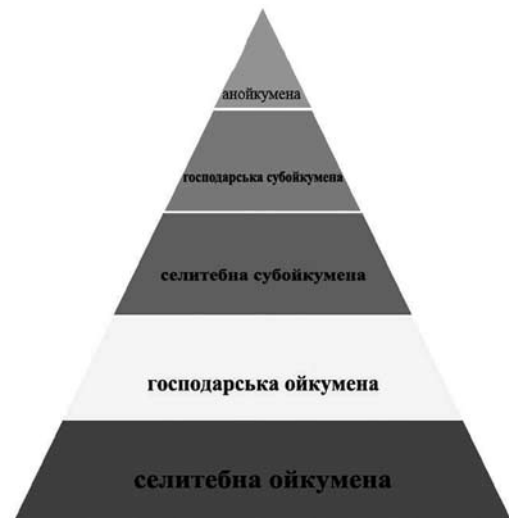 анойкумена
господарська субойкумена
селитебна субойкумена
господарська ойкумена
селитебна ойкумена